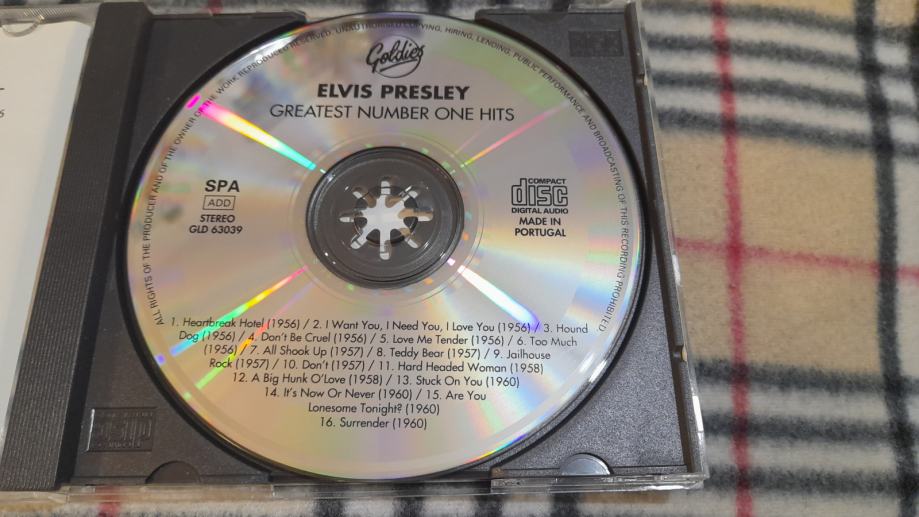 ALL RIGHTS OF THE PRODUCER AND OF THE OWNER OF THE WORK REPRODUCED RESERVED. UNAUTHORISED COPYING, HIRING, LENDING, PUBLIC PERFORMANCE AND BROADCASTING OF THIS RECORDING PROHIBITED.
Goldies
ELVIS PRESLEY
GREATEST NUMBER ONE HITS
SPA
ADD
STEREO
GLD 63039
COMPACT
disc
DIGITAL AUDIO
MADE IN
PORTUGAL
1. Heartbreak Hotel (1956) / 2. I Want You, I Need You, I Love You (1956) / 3. Hound
Dog (1956) / 4. Don't Be Cruel (1956) / 5. Love Me Tender (1956) / 6. Too Much
(1956) / 7. All Shook Up (1957) / 8. Teddy Bear (1957) / 9. Jailhouse
Rock (1957) / 10. Don't (1957) / 11. Hard Headed Woman (1958)
12. A Big Hunk O'Love (1958) / 13. Stuck On You (1960)
14. It's Now Or Never (1960) / 15. Are You
Lonesome Tonight? (1960)
16. Surrender (1960)